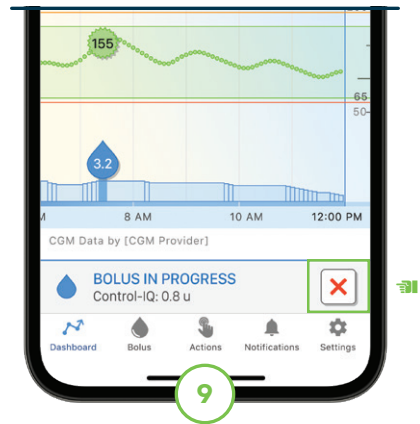 155
65
50
3.2
8 AM
10 AM
12:00 PM
CGM Data by [CGM Provider]
BOLUS IN PROGRESS
Control-IQ: 0.8 u
Dashboard
Bolus
Actions
Notifications
Settings
9